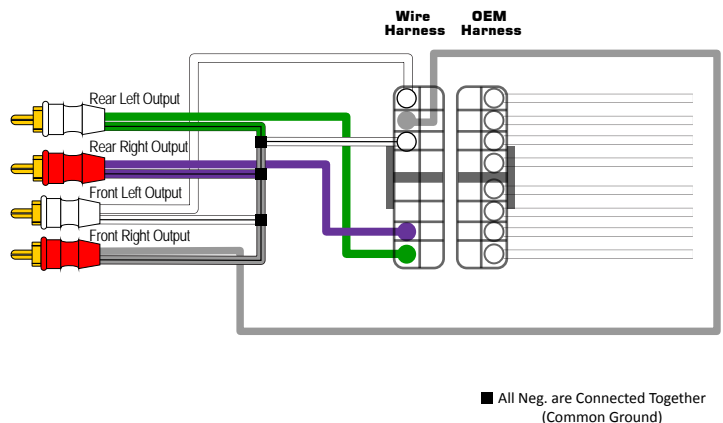 Wire Harness
OEM Harness
Rear Left Output
Rear Right Output
Front Left Output
Front Right Output
All Neg. are Connected Together
(Common Ground)